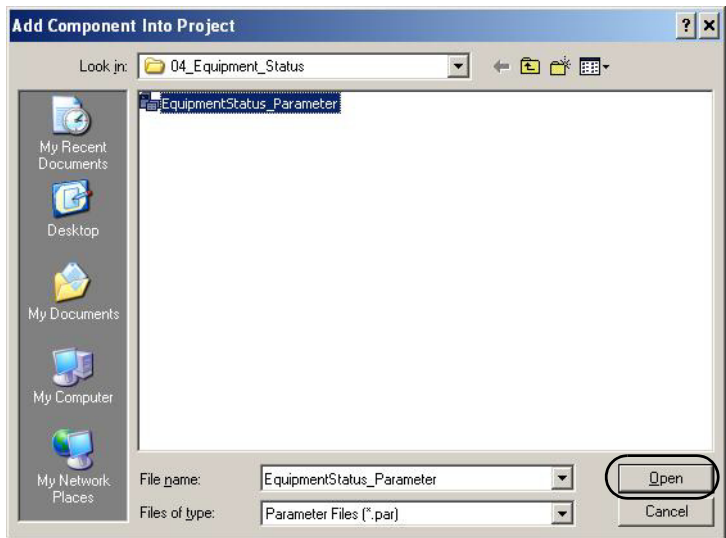 Add Component Into Project
Look in: 04_Equipment_Status
EquipmentStatus_Parameter
My Recent
Documents
Desktop
My Documents
My Computer
My Network
Places
File name: EquipmentStatus_Parameter Open
Files of type: Parameter Files (*.par) Cancel